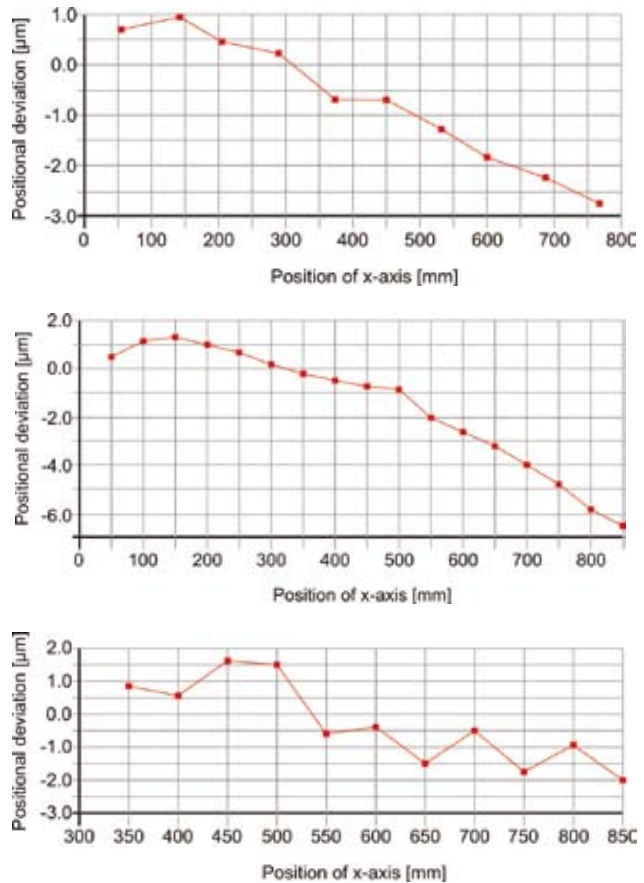 Positional deviation [µm]
1.0
0.0
-1.0
-2.0
-3.0
0 100 200 300 400 500 600 700 800
Position of x-axis [mm]
Positional deviation [µm]
2.0
0.0
-2.0
-4.0
-6.0
0 100 200 300 400 500 600 700 800
Position of x-axis [mm]
Positional deviation [µm]
2.0
1.0
0.0
-1.0
-2.0
-3.0
300 350 400 450 500 550 600 650 700 750 800 850
Position of x-axis [mm]